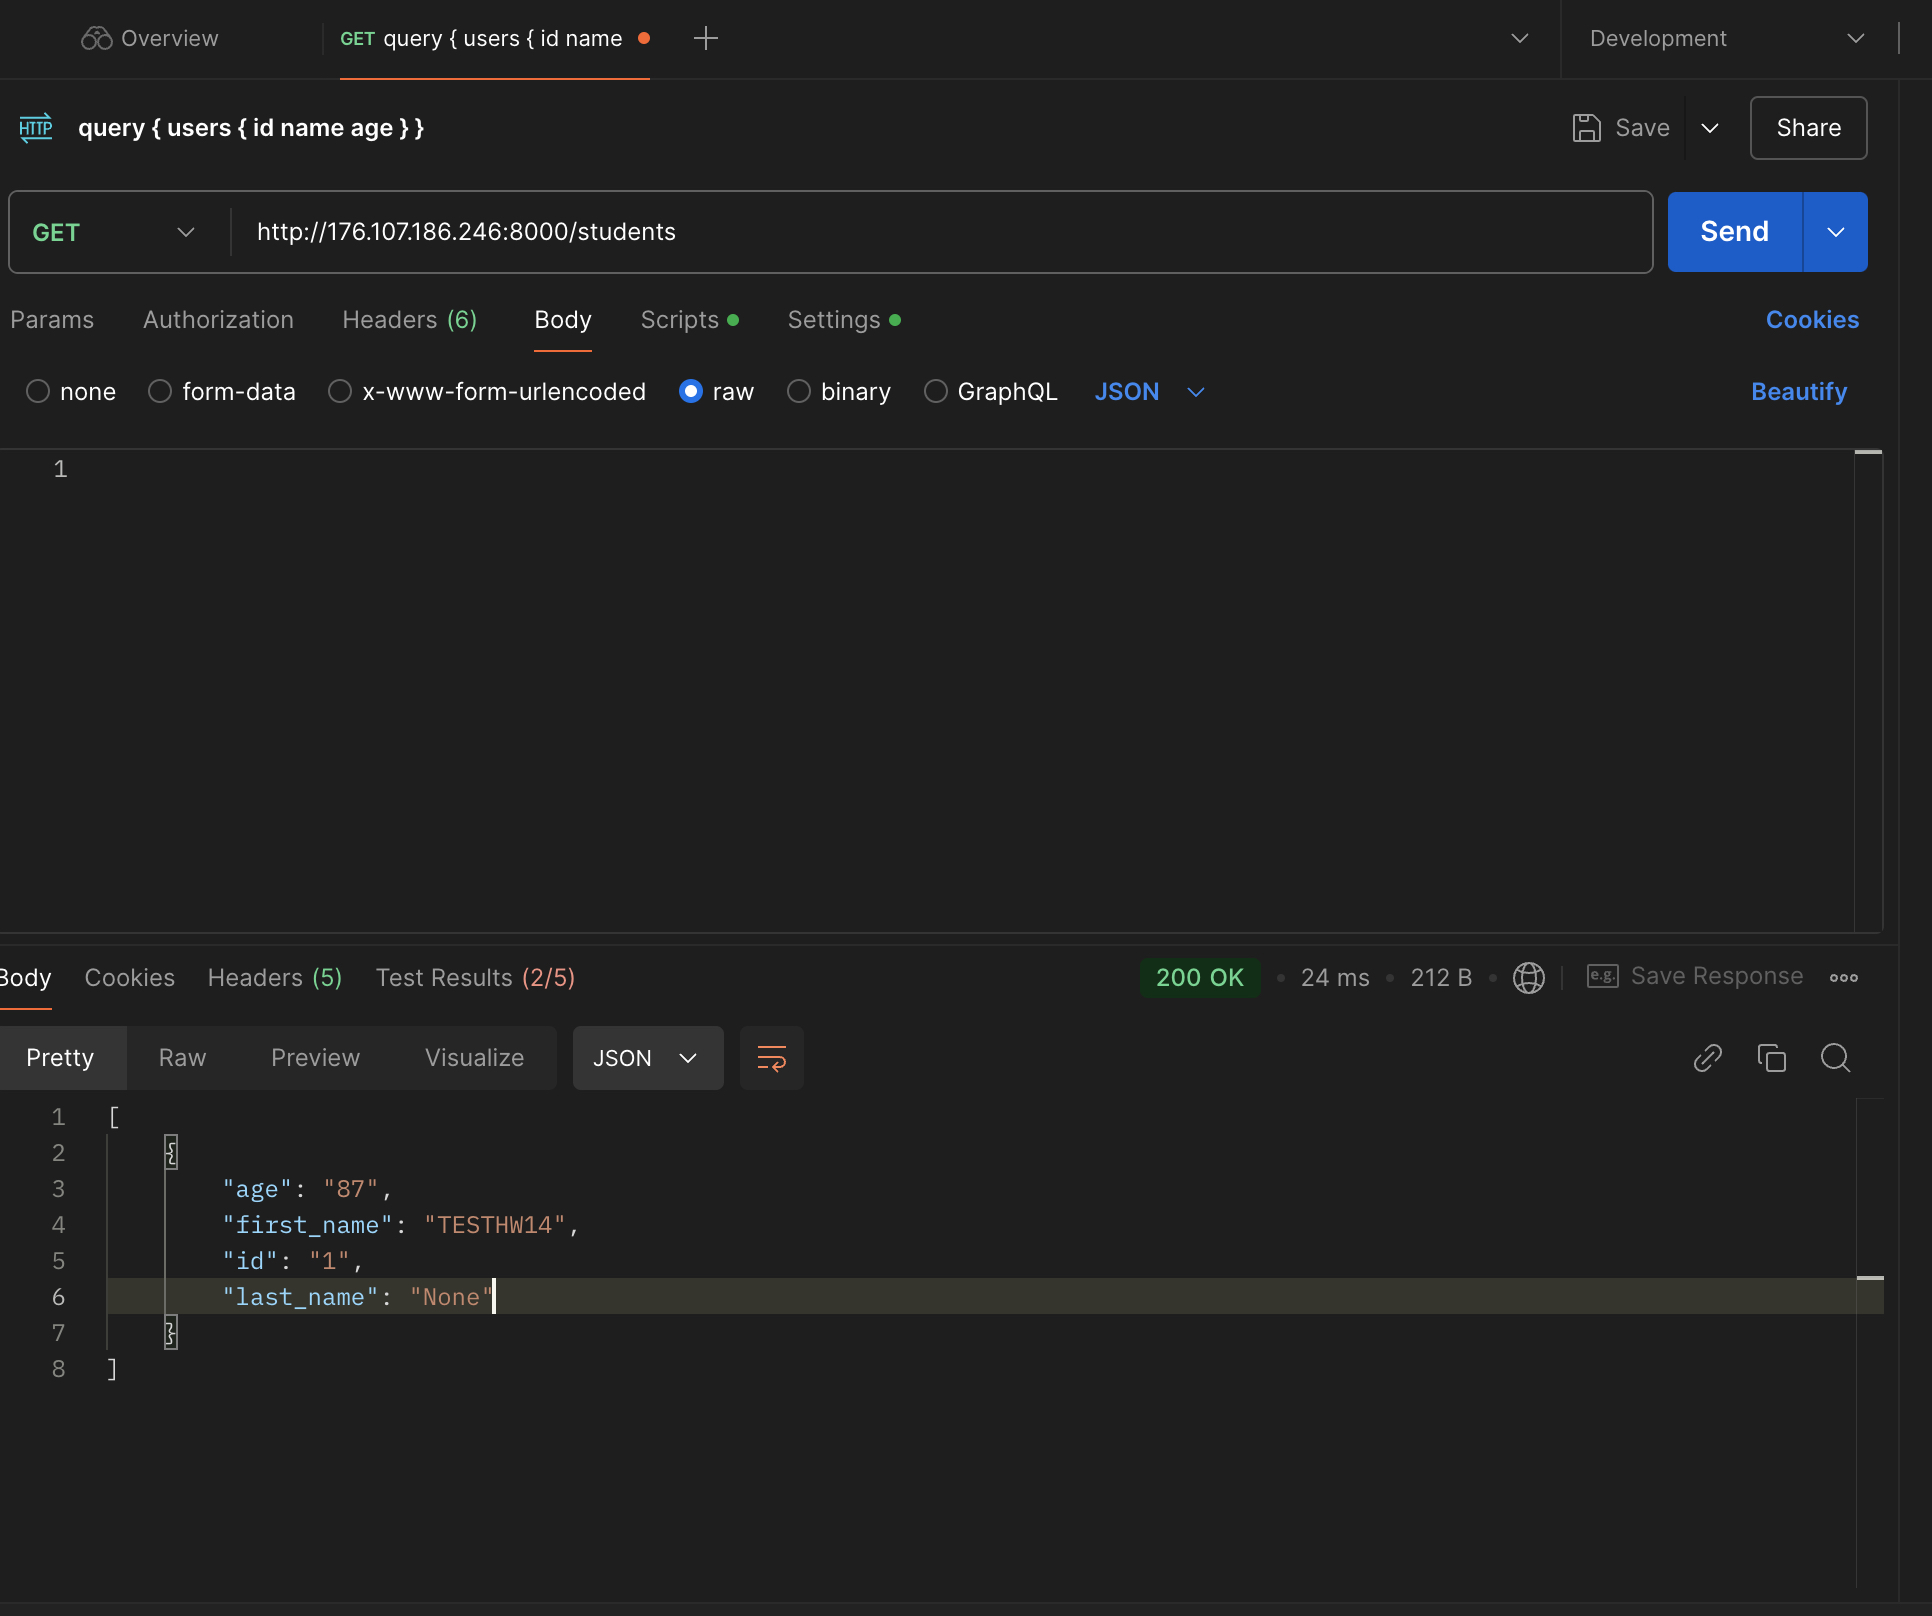 Overview
GET query { users { id name
Development
HTTP query { users { id name age } }
Save
Share
GET
http://176.107.186.246:8000/students
Send
Params
Authorization
Headers (6)
Body
Scripts
Settings
Cookies
none
form-data
x-www-form-urlencoded
raw
binary
GraphQL
JSON
Beautify
1
Body
Cookies
Headers (5)
Test Results (2/5)
200 OK
24 ms
212 B
e.g. Save Response
Pretty
Raw
Preview
Visualize
JSON
1 [
2 {
3 "age": "87",
4 "first_name": "TESTHW14",
5 "id": "1",
6 "last_name": "None"
7 }
8 ]